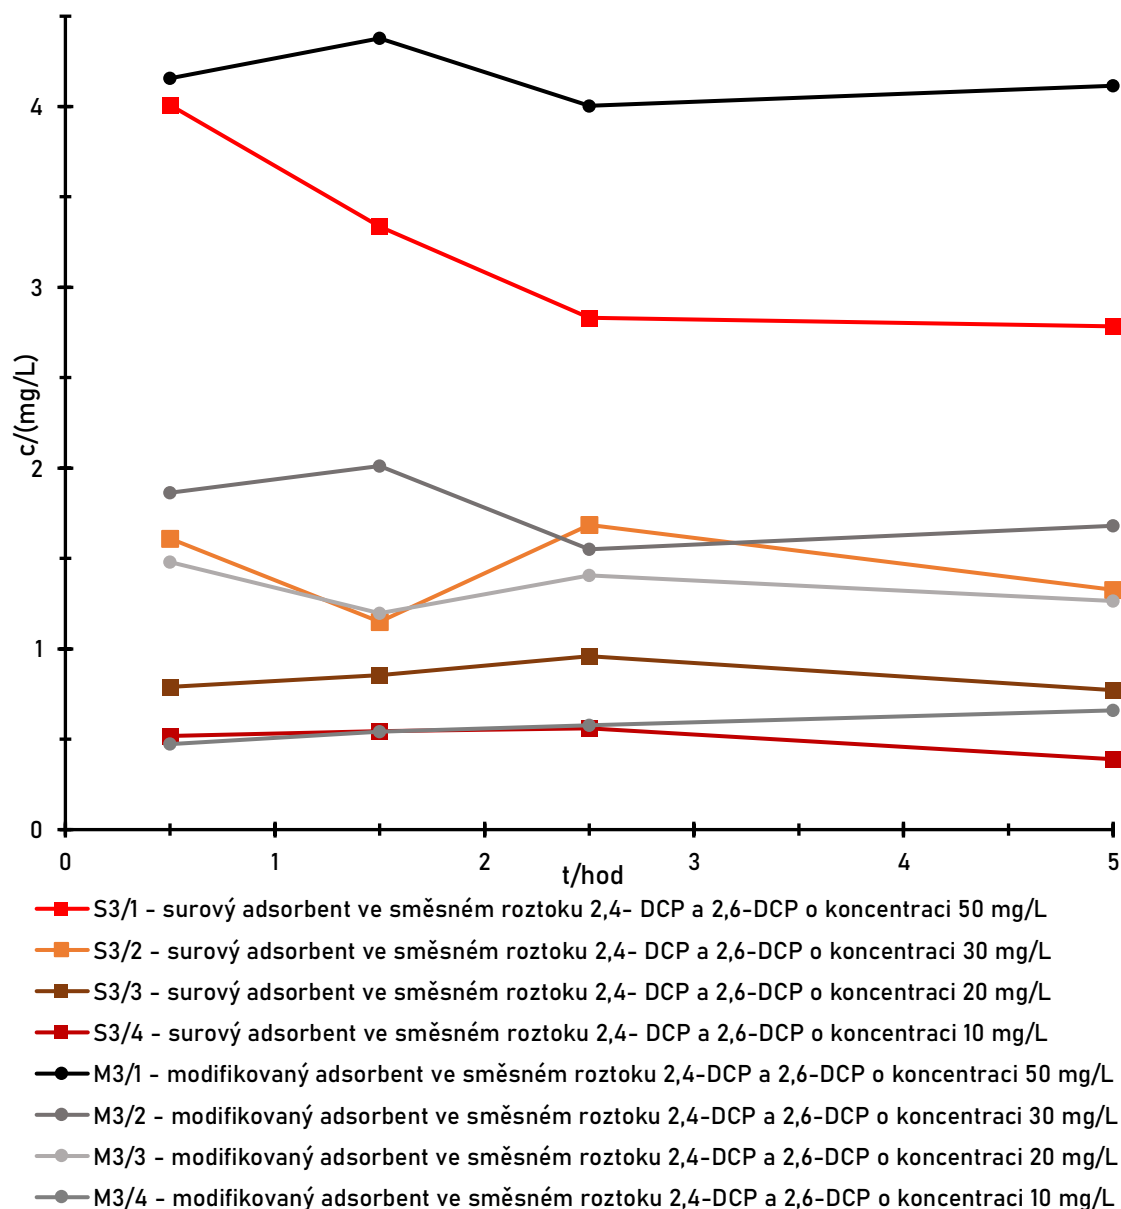 4
3
c/(mg/L)
2
1
0
0 1 2 3 4 5
t/hod
S3/1 - surový adsorbent ve směsném roztoku 2,4- DCP a 2,6-DCP o koncentraci 50 mg/L
S3/2 - surový adsorbent ve směsném roztoku 2,4- DCP a 2,6-DCP o koncentraci 30 mg/L
S3/3 - surový adsorbent ve směsném roztoku 2,4- DCP a 2,6-DCP o koncentraci 20 mg/L
S3/4 - surový adsorbent ve směsném roztoku 2,4- DCP a 2,6-DCP o koncentraci 10 mg/L
M3/1 - modifikovaný adsorbent ve směsném roztoku 2,4-DCP a 2,6-DCP o koncentraci 50 mg/L
M3/2 - modifikovaný adsorbent ve směsném roztoku 2,4-DCP a 2,6-DCP o koncentraci 30 mg/L
M3/3 - modifikovaný adsorbent ve směsném roztoku 2,4-DCP a 2,6-DCP o koncentraci 20 mg/L
M3/4 - modifikovaný adsorbent ve směsném roztoku 2,4-DCP a 2,6-DCP o koncentraci 10 mg/L